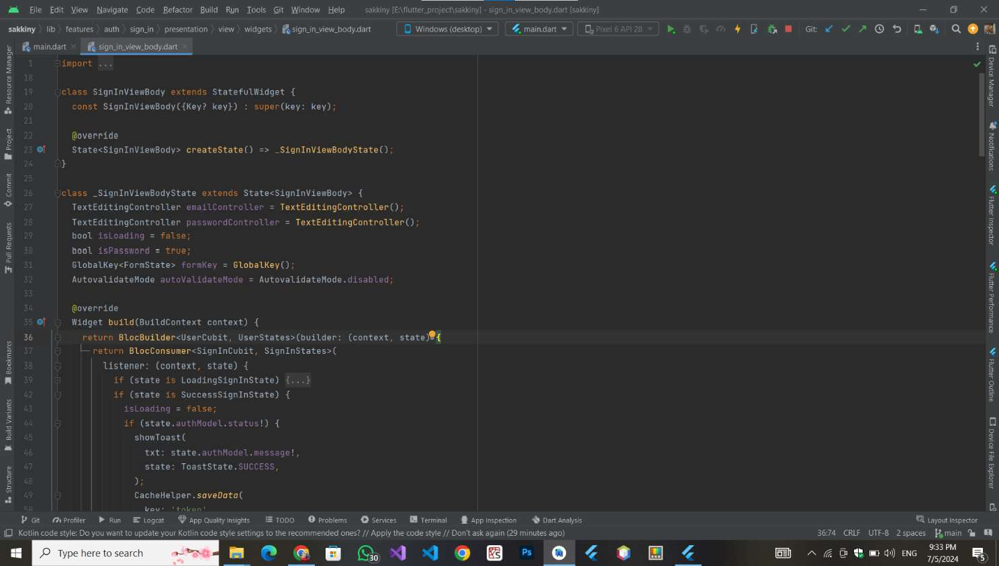 File Edit View Navigate Code Refactor Build Run Tools Git Window Help sakkiny [E:\flutter_project\sakkiny] - sign_in_view_body.dart [sakkiny]
sakkiny lib features auth sign_in presentation view widgets sign_in_view_body.dart Windows (desktop) main.dart Pixel 6 API 28 Git:
main.dart sign_in_view_body.dart
1 import ...
18
19 class SignInViewBody extends StatefulWidget {
20 const SignInViewBody({Key? key}) : super(key: key);
21
22 @override
23 State<SignInViewBody> createState() => _SignInViewBodyState();
24 }
25
26 class _SignInViewBodyState extends State<SignInViewBody> {
27 TextEditingController emailController = TextEditingController();
28 TextEditingController passwordController = TextEditingController();
29 bool isLoading = false;
30 bool isPassword = true;
31 GlobalKey<FormState> formKey = GlobalKey();
32 AutovalidateMode autoValidateMode = AutovalidateMode.disabled;
33
34 @override
35 Widget build(BuildContext context) {
36 return BlocBuilder<UserCubit, UserStates>(builder: (context, state) {
37 return BlocConsumer<SignInCubit, SignInStates>(
38 listener: (context, state) {
39 if (state is LoadingSignInState) {...}
42 if (state is SuccessSignInState) {
43 isLoading = false;
44 if (state.authModel.status!) {
45 showToast(
46 txt: state.authModel.message!,
47 state: ToastState.SUCCESS,
48 );
49 CacheHelper.saveData(
50 key: 'token'
Resource Manager
Project
Commit
Pull Requests
Bookmarks
Build Variants
Structure
Device Manager
Notifications
Flutter Inspector
Flutter Performance
Flutter Outline
Device File Explorer
Git Profiler Run Logcat App Quality Insights TODO Problems Services Terminal App Inspection Dart Analysis Layout Inspector
Kotlin code style: Do you want to update your Kotlin code style settings to the recommended ones? // Apply the code style // Don't ask again (29 minutes ago) 36:74 CRLF UTF-8 2 spaces main
Type here to search 30 Ps ENG 9:33 PM
7/5/2024 5